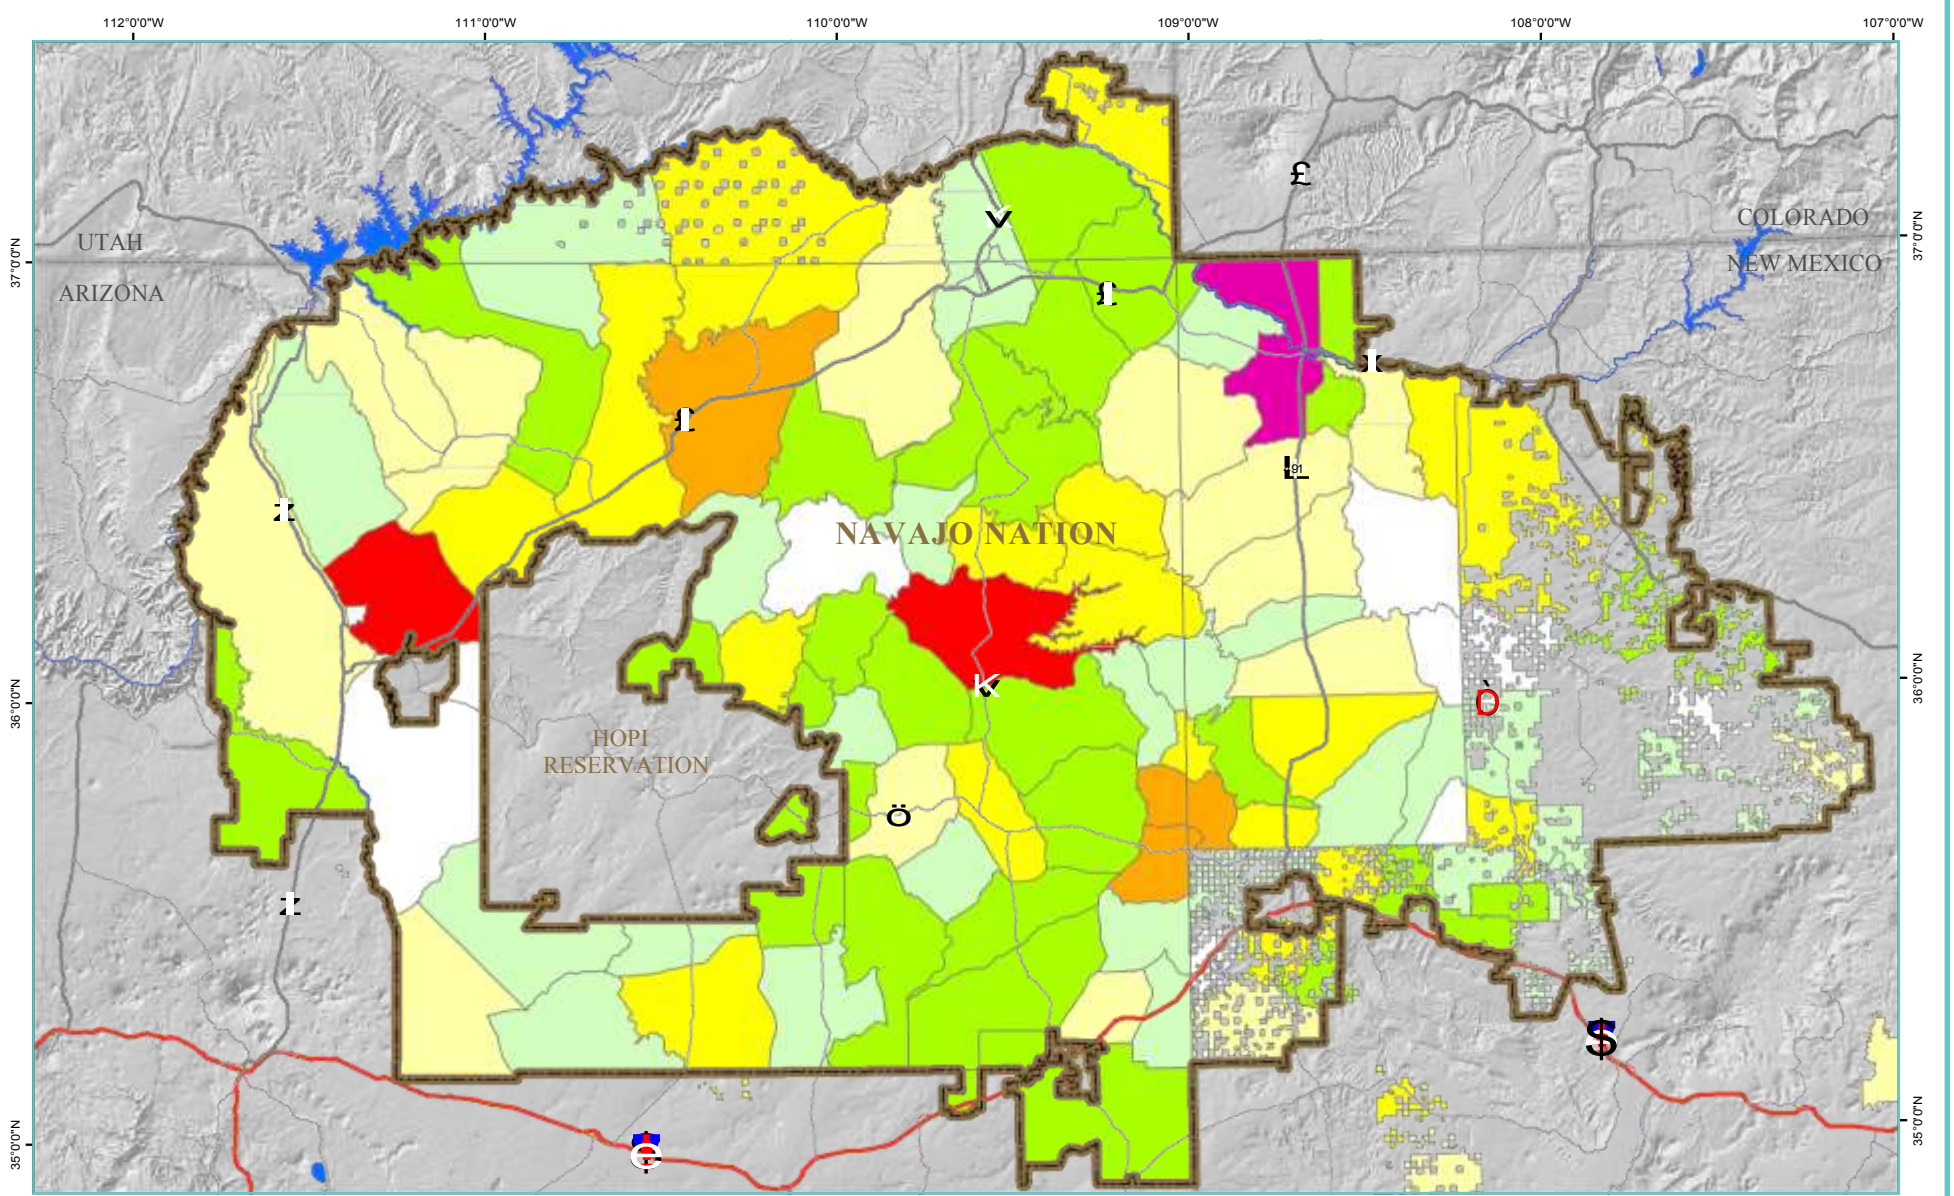 112°0'0"W 111°0'0"W 110°0'0"W 109°0'0"W 108°0'0"W 107°0'0"W
£
v
UTAH
COLORADO
37°0'0"N
37°0'0"N
ARIZONA
NEW MEXICO
£
I
£
L
491
z
NAVAJO NATION
K
36°0'0"N
36°0'0"N
HOPI
RESERVATION
Ö
z
$
35°0'0"N
35°0'0"N
e